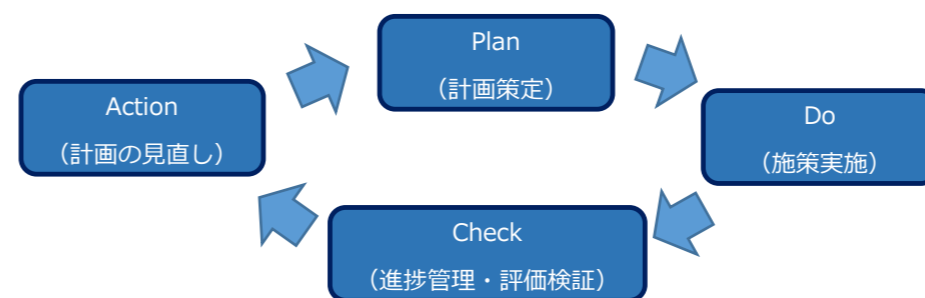 Plan
（計画策定）
Action
（計画の見直し）
Do
（施策実施）
Check
（進捗管理・評価検証）